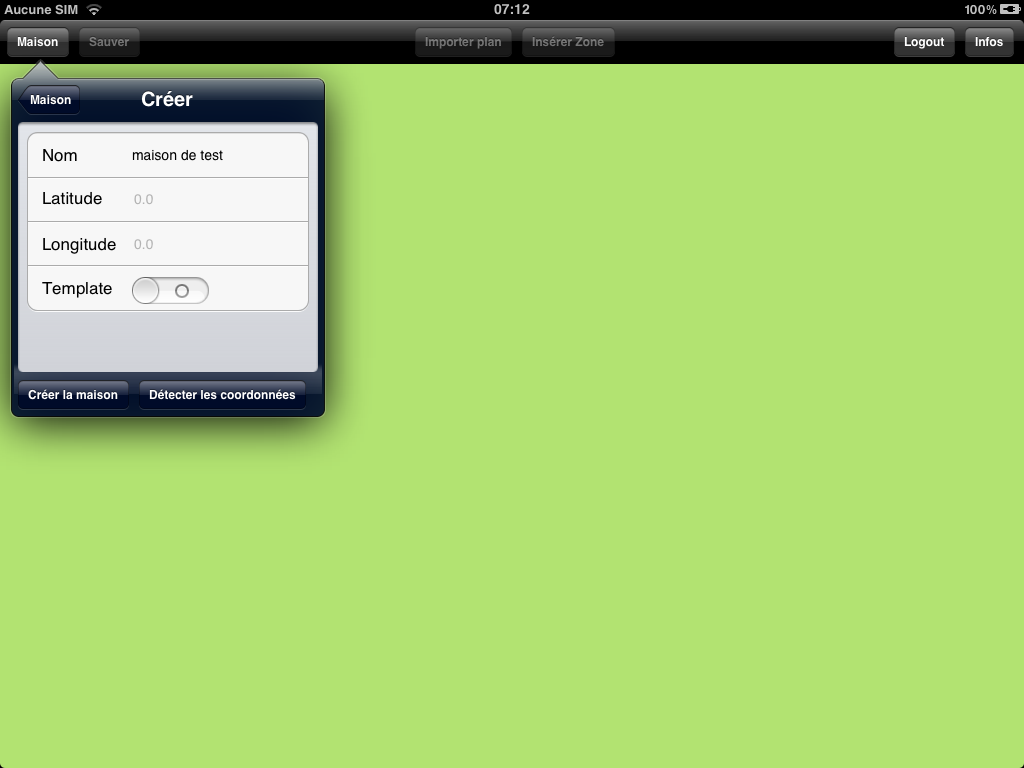 Aucune SIM 07:12 100%
Maison Sauver Importer plan Insérer Zone Logout Infos
Maison Créer
Nom maison de test
Latitude 0.0
Longitude 0.0
Template
Créer la maison Détecter les coordonnées